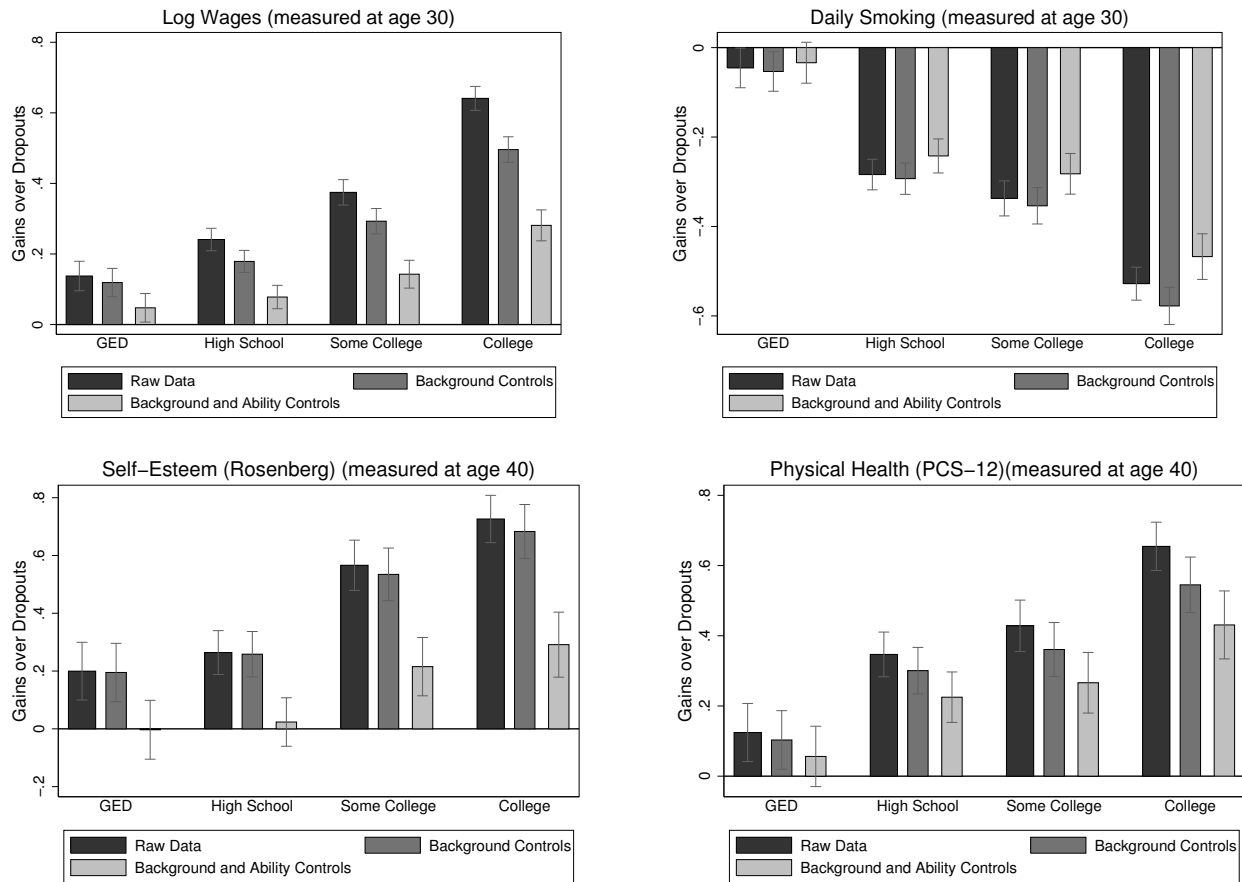 Log Wages (measured at age 30)
Gains over Dropouts
.8
.6
.4
.2
0
GED High School Some College College
Raw Data Background Controls
Background and Ability Controls
Daily Smoking (measured at age 30)
Gains over Dropouts
0
−.2
−.4
−.6
GED High School Some College College
Raw Data Background Controls
Background and Ability Controls
Self−Esteem (Rosenberg) (measured at age 40)
Gains over Dropouts
.8
.6
.4
.2
0
−.2
GED High School Some College College
Raw Data Background Controls
Background and Ability Controls
Physical Health (PCS−12)(measured at age 40)
Gains over Dropouts
.8
.6
.4
.2
0
GED High School Some College College
Raw Data Background Controls
Background and Ability Controls